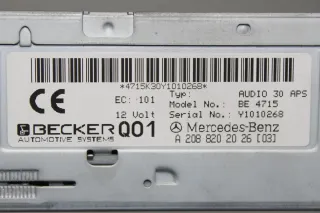 *4715K30Y1010268*
CE EC: 101 Typ: AUDIO 30 APS
Model No.: BE 4715
12 Volt Serial No.: Y1010268
BECKER Q01 Mercedes-Benz
AUTOMOTIVE SYSTEMS A 208 820 20 26 [03]